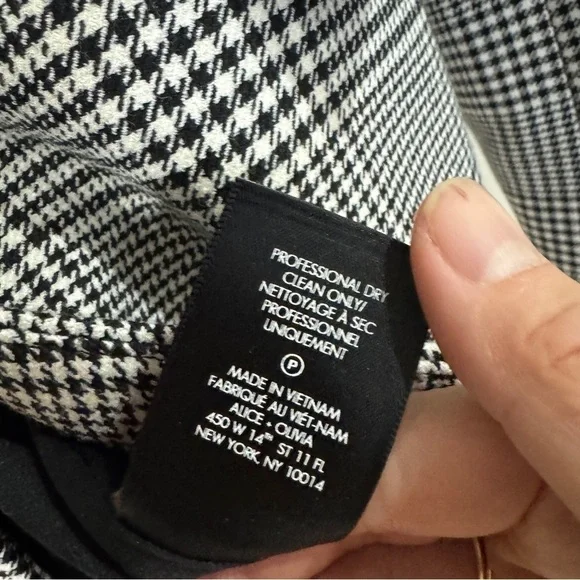 PROFESSIONAL DRY
CLEAN ONLY/
NETTOYAGE À SEC
PROFESSIONNEL
UNIQUEMENT
P
MADE IN VIETNAM
FABRIQUÉ AU VIÊT-NAM
ALICE + OLIVIA
450 W 14TH ST 11 FL
NEW YORK, NY 10014